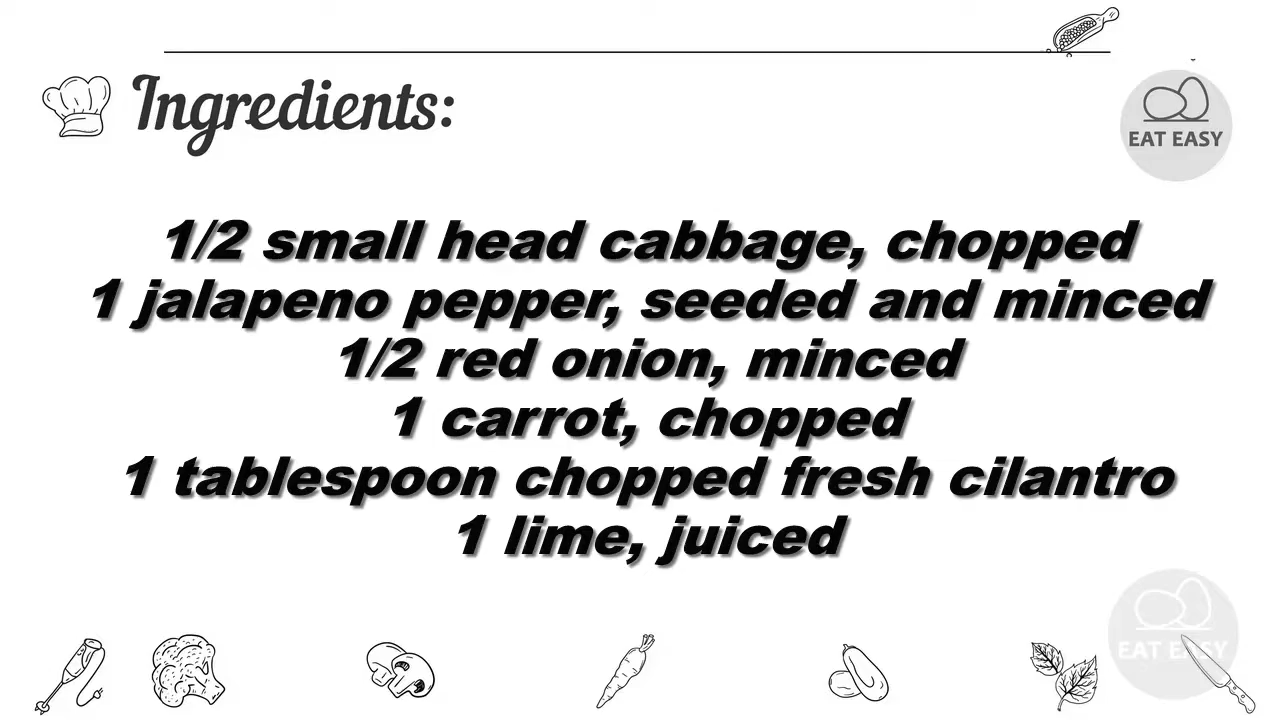 Ingredients:
EAT EASY
1/2 small head cabbage, chopped
1 jalapeno pepper, seeded and minced
1/2 red onion, minced
1 carrot, chopped
1 tablespoon chopped fresh cilantro
1 lime, juiced
EAT EASY